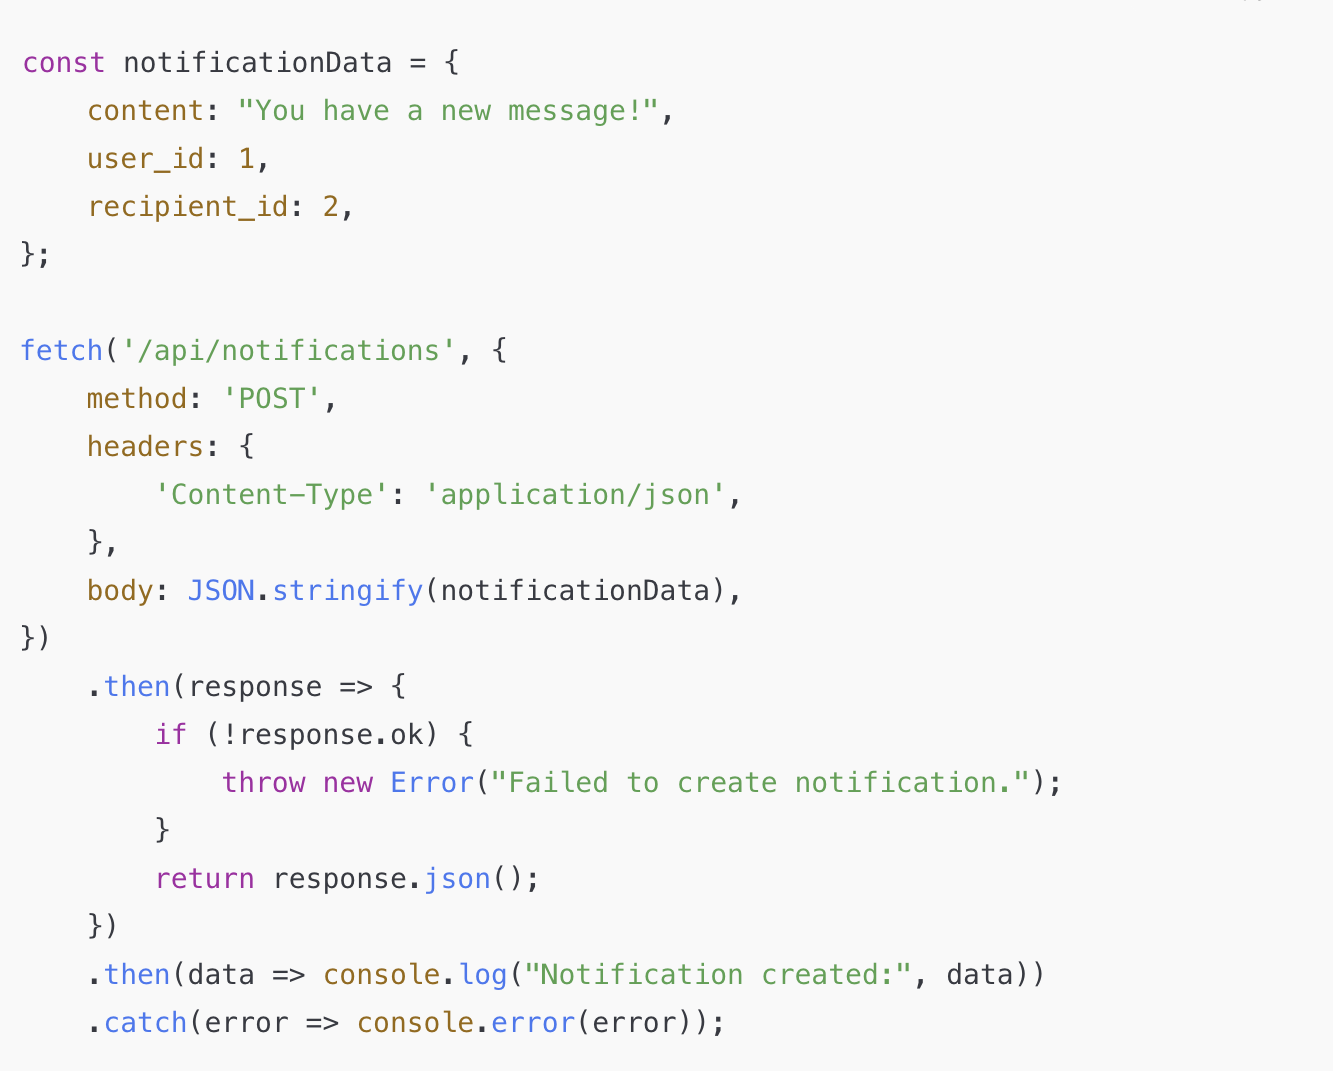 const notificationData = {
    content: "You have a new message!",
    user_id: 1,
    recipient_id: 2,
};

fetch('/api/notifications', {
    method: 'POST',
    headers: {
        'Content-Type': 'application/json',
    },
    body: JSON.stringify(notificationData),
})
    .then(response => {
        if (!response.ok) {
            throw new Error("Failed to create notification.");
        }
        return response.json();
    })
    .then(data => console.log("Notification created:", data))
    .catch(error => console.error(error));